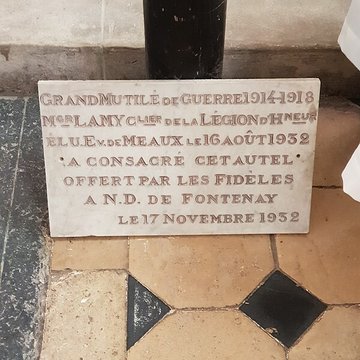 GRAND MUTILÉ DE GUERRE 1914-1918
MGR LAMY CLIER DE LA LÉGION D'HNEUR
ÉLU EV. DE MEAUX LE 16 AOÛT 1932
A CONSACRÉ CET AUTEL
OFFERT PAR LES FIDÈLES
A N.D. DE FONTENAY
LE 17 NOVEMBRE 1932